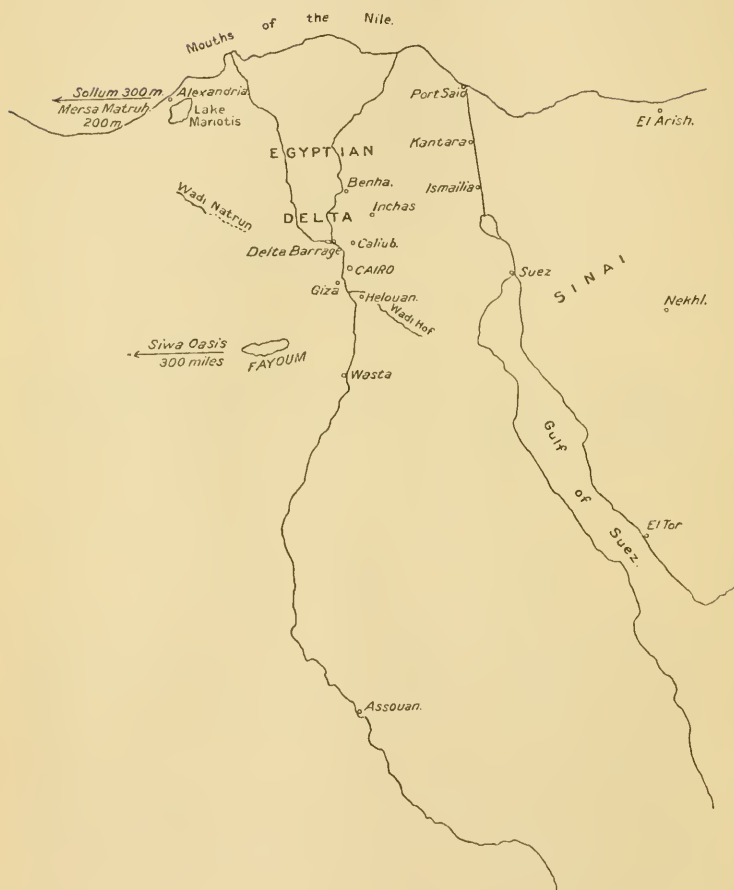 Mouths of the Nile.
Sollum 300 m.
Alexandria
Mersa Matruh
200 m.
Lake
Mariotis
Port Said
El Arish.
Kantara
EGYPTIAN
Benha.
Ismailia
Wadi Natrun
Inchas
DELTA
Delta Barrage
Caliub.
CAIRO
Suez
SINAI
Giza
Helouan.
Nekhl.
Wadi Hof
Siwa Oasis
300 miles
FAYOUM
Wasta
Gulf of Suez.
El Tor
Assouan.